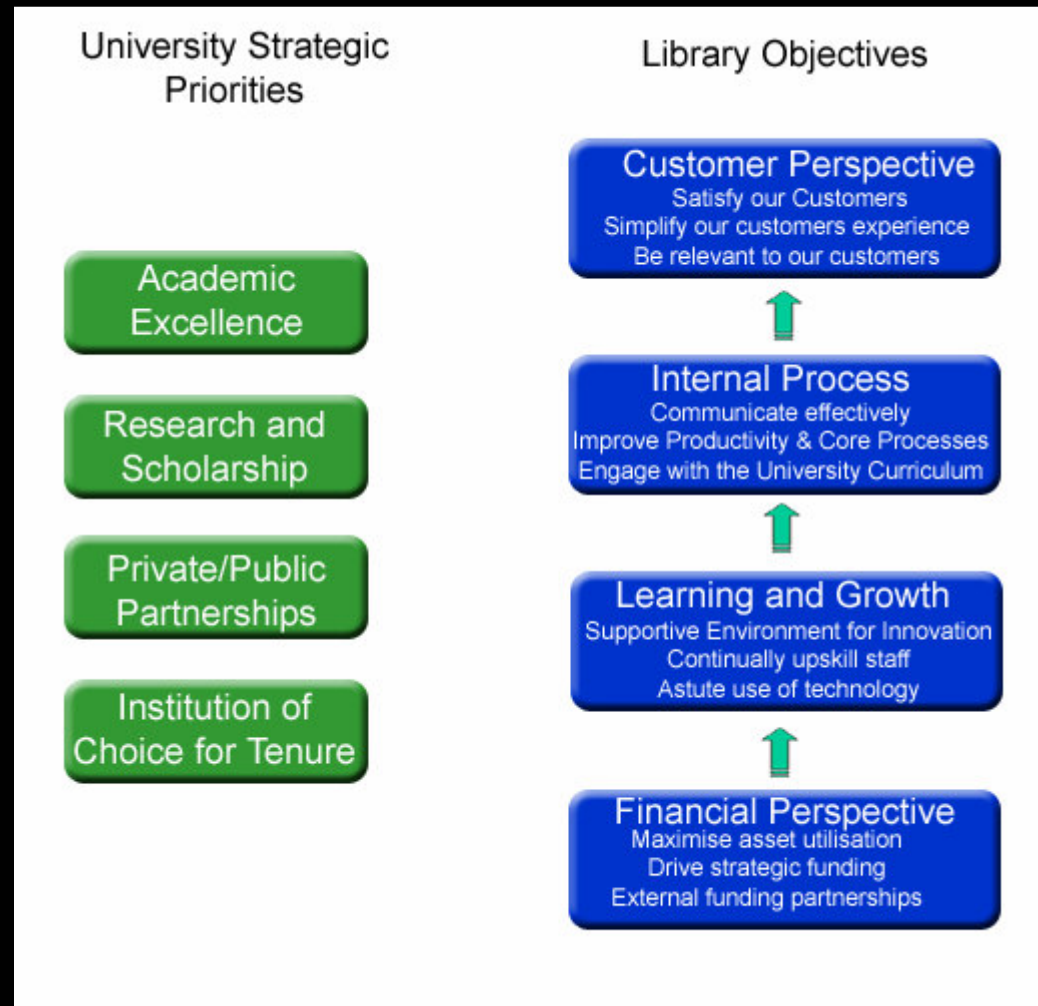 University Strategic
Priorities
Academic
Excellence
Research and
Scholarship
Private/Public
Partnerships
Institution of
Choice for Tenure
Library Objectives
Customer Perspective
Satisfy our Customers
Simplify our customers experience
Be relevant to our customers
Internal Process
Communicate effectively
Improve Productivity & Core Processes
Engage with the University Curriculum
Learning and Growth
Supportive Environment for Innovation
Continually upskill staff
Astute use of technology
Financial Perspective
Maximise asset utilisation
Drive strategic funding
External funding partnerships